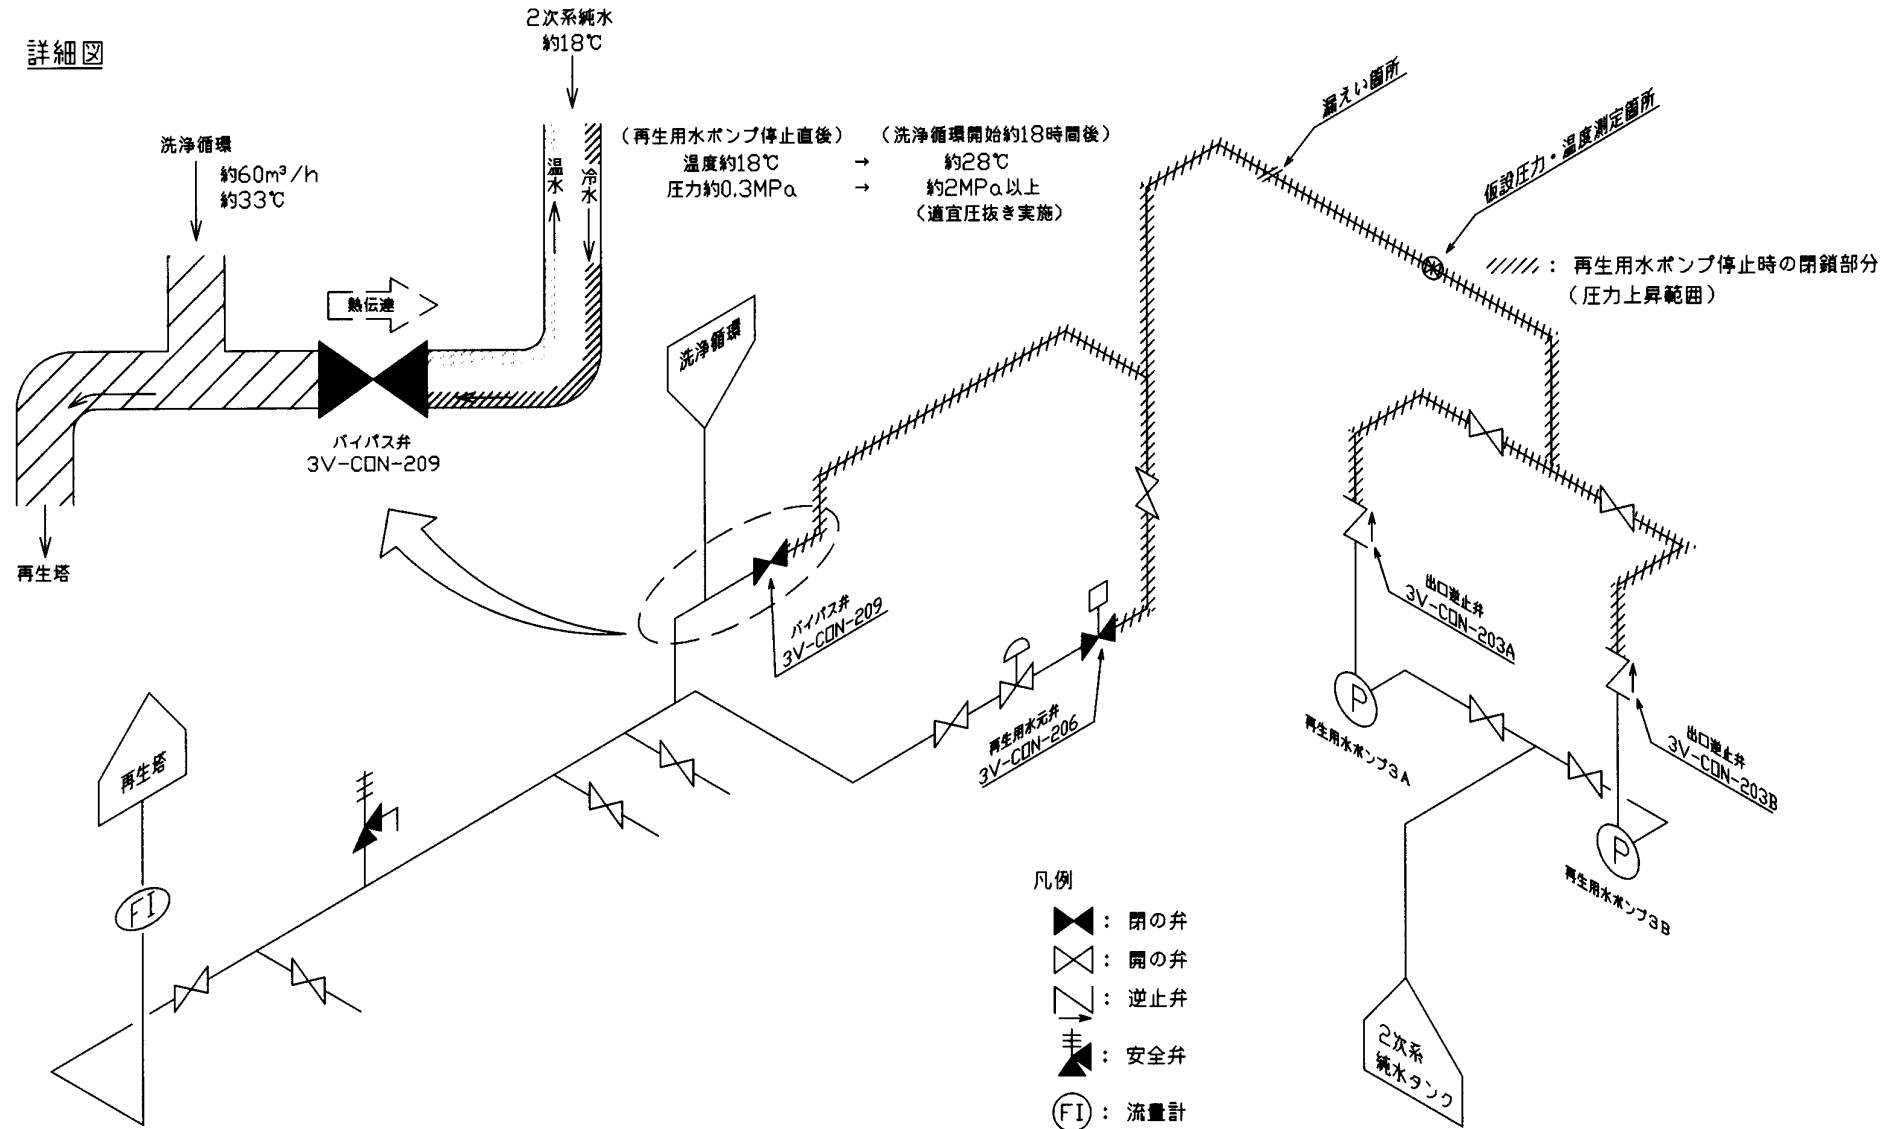 詳細図
2次系純水
約18℃
洗浄循環
約60m³/h
約33℃
温水
冷水
(再生用水ポンプ停止直後)
(洗浄循環開始約18時間後)
温度約18℃
→
約28℃
圧力約0.3MPa
→
約2MPa以上
(適宜圧抜き実施)
漏えい箇所
仮設圧力・温度測定箇所
: 再生用水ポンプ停止時の閉鎖部分
(圧力上昇範囲)
熱伝達
バイパス弁
3V-CON-209
再生塔
洗浄循環
バイパス弁
3V-CON-209
再生用水元弁
3V-CON-206
出口逆止弁
3V-CON-203A
出口逆止弁
3V-CON-203B
P
再生用水ポンプ3A
P
再生用水ポンプ3B
再生塔
FI
2次系
純水タンク
凡例
: 閉の弁
: 開の弁
: 逆止弁
: 安全弁
FI : 流量計